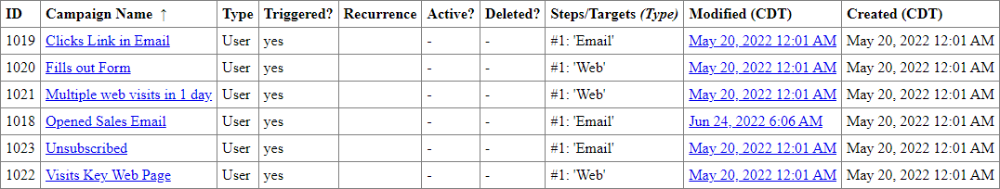 ID Campaign Name ↑ Type Triggered? Recurrence Active? Deleted? Steps/Targets (Type) Modified (CDT) Created (CDT)
1019 Clicks Link in Email User yes - - #1: 'Email' May 20, 2022 12:01 AM May 20, 2022 12:01 AM
1020 Fills out Form User yes - - #1: 'Web' May 20, 2022 12:01 AM May 20, 2022 12:01 AM
1021 Multiple web visits in 1 day User yes - - #1: 'Web' May 20, 2022 12:01 AM May 20, 2022 12:01 AM
1018 Opened Sales Email User yes - - #1: 'Email' Jun 24, 2022 6:06 AM May 20, 2022 12:01 AM
1023 Unsubscribed User yes - - #1: 'Email' May 20, 2022 12:01 AM May 20, 2022 12:01 AM
1022 Visits Key Web Page User yes - - #1: 'Web' May 20, 2022 12:01 AM May 20, 2022 12:01 AM